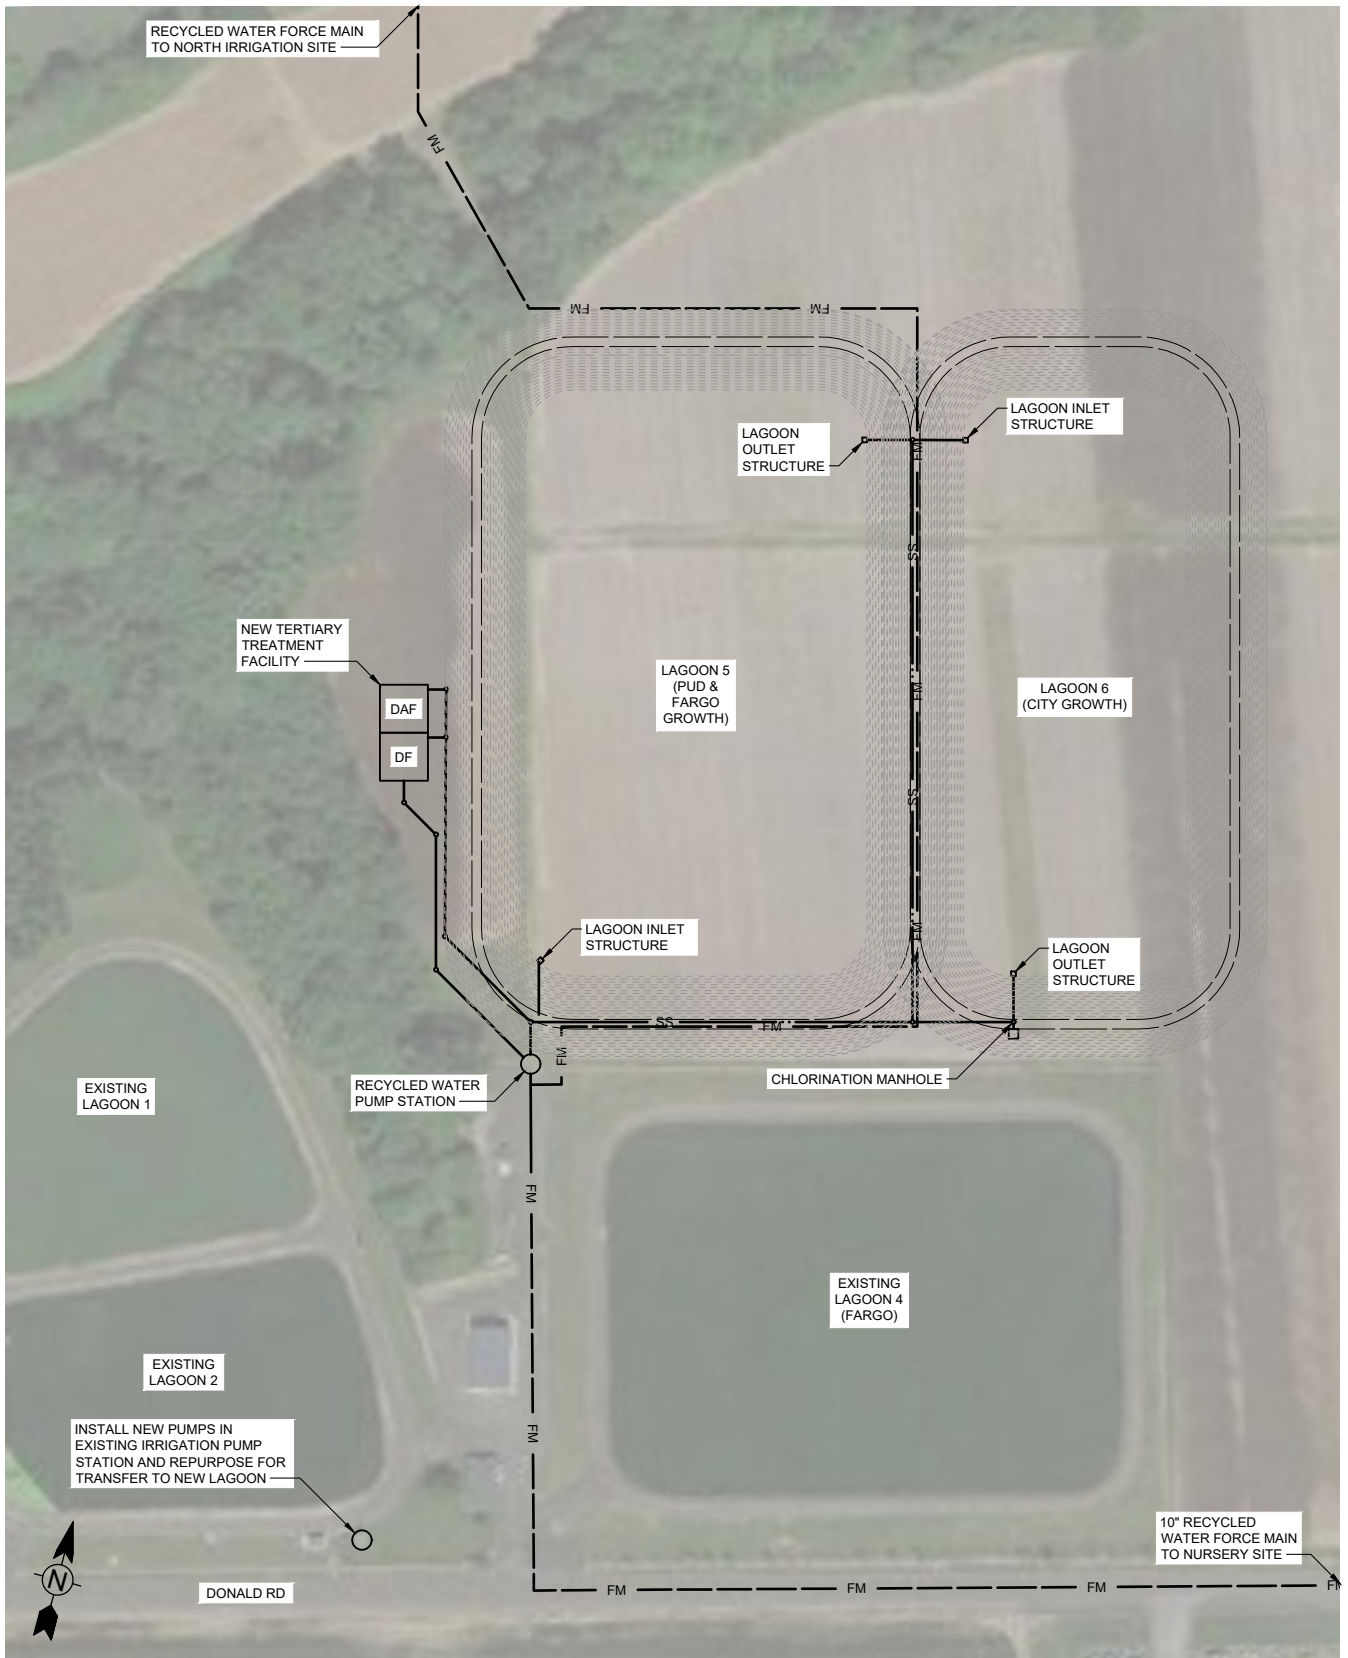 RECYCLED WATER FORCE MAIN
TO NORTH IRRIGATION SITE
FM
FM
FM
LAGOON INLET
STRUCTURE
LAGOON
OUTLET
STRUCTURE
FM
SS
NEW TERTIARY
TREATMENT
FACILITY
DAF
DF
LAGOON 5
(PUD &
FARGO
GROWTH)
FM
LAGOON 6
(CITY GROWTH)
SS
LAGOON INLET
STRUCTURE
FM
LAGOON
OUTLET
STRUCTURE
SS
FM
FM
RECYCLED WATER
PUMP STATION
CHLORINATION MANHOLE
EXISTING
LAGOON 1
FM
EXISTING
LAGOON 4
(FARGO)
EXISTING
LAGOON 2
FM
INSTALL NEW PUMPS IN
EXISTING IRRIGATION PUMP
STATION AND REPURPOSE FOR
TRANSFER TO NEW LAGOON
10" RECYCLED
WATER FORCE MAIN
TO NURSERY SITE
N
DONALD RD
FM
FM
FM